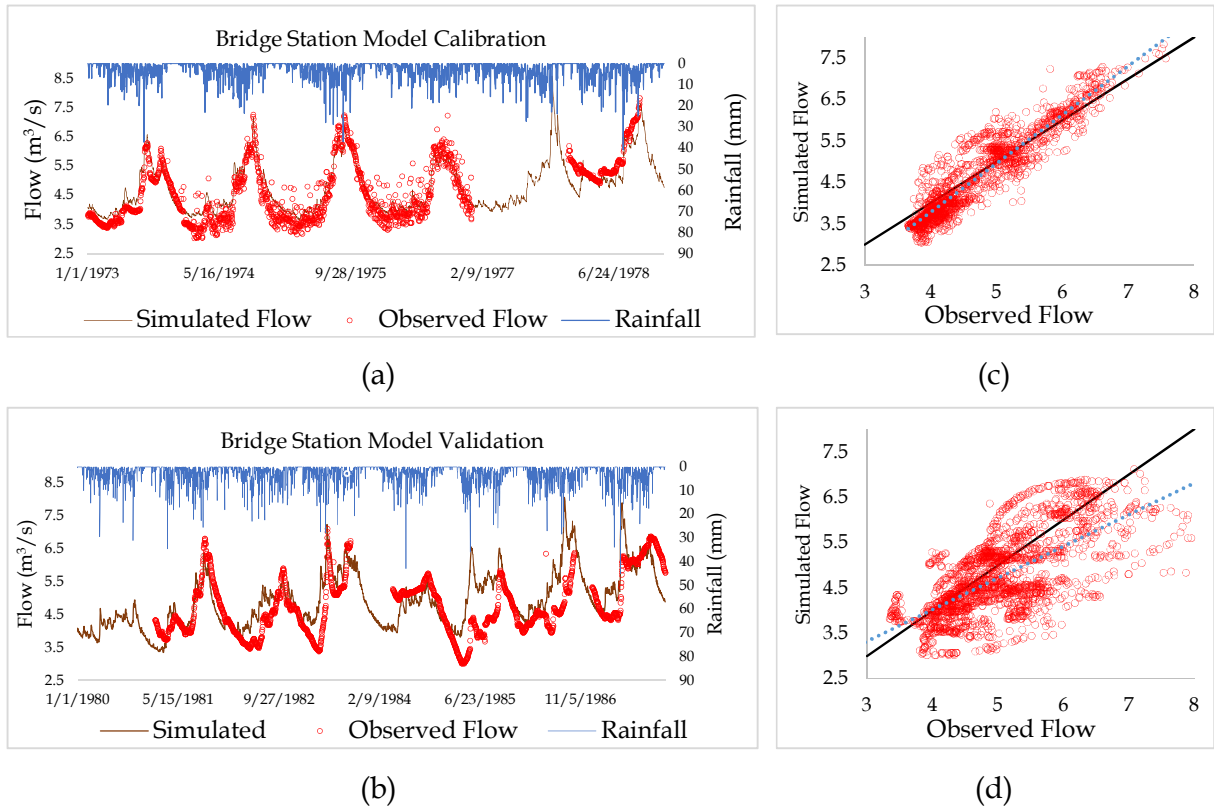 Bridge Station Model Calibration
Flow (m³/s)
8.5
7.5
6.5
5.5
4.5
3.5
2.5
0
10
20
30
40
50
60
70
80
90
Rainfall (mm)
1/1/1973 5/16/1974 9/28/1975 2/9/1977 6/24/1978
Simulated Flow Observed Flow Rainfall
(a)
Simulated Flow
7.5
6.5
5.5
4.5
3.5
2.5
3 4 5 6 7 8
Observed Flow
(c)
Bridge Station Model Validation
Flow (m³/s)
8.5
7.5
6.5
5.5
4.5
3.5
2.5
0
10
20
30
40
50
60
70
80
90
Rainfall (mm)
1/1/1980 5/15/1981 9/27/1982 2/9/1984 6/23/1985 11/5/1986
Simulated Observed Flow Rainfall
(b)
Simulated Flow
7.5
6.5
5.5
4.5
3.5
2.5
3 4 5 6 7 8
Observed Flow
(d)